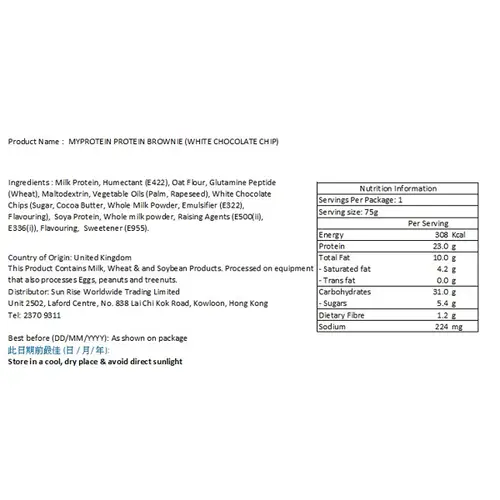 Product Name : MYPROTEIN PROTEIN BROWNIE (WHITE CHOCOLATE CHIP)
Ingredients : Milk Protein, Humectant (E422), Oat Flour, Glutamine Peptide
(Wheat), Maltodextrin, Vegetable Oils (Palm, Rapeseed), White Chocolate
Chips (Sugar, Cocoa Butter, Whole Milk Powder, Emulsifier (E322),
Flavouring), Soya Protein, Whole milk powder, Raising Agents (E500(ii),
E336(i)), Flavouring, Sweetener (E955).
Country of Origin: United Kingdom
This Product Contains Milk, Wheat & and Soybean Products. Processed on equipment
that also processes Eggs, peanuts and treenuts.
Distributor: Sun Rise Worldwide Trading Limited
Unit 2502, Laford Centre, No. 838 Lai Chi Kok Road, Kowloon, Hong Kong
Tel: 2370 9311
Best before (DD/MM/YYYY): As shown on package
此日期前最佳 (日 / 月 / 年):
Store in a cool, dry place & avoid direct sunlight
Nutrition Information
Servings Per Package: 1
Serving size: 75g
Per Serving
Energy 308 Kcal
Protein 23.0 g
Total Fat 10.0 g
- Saturated fat 4.2 g
- Trans fat 0.0 g
Carbohydrates 31.0 g
- Sugars 5.4 g
Dietary Fibre 1.2 g
Sodium 224 mg